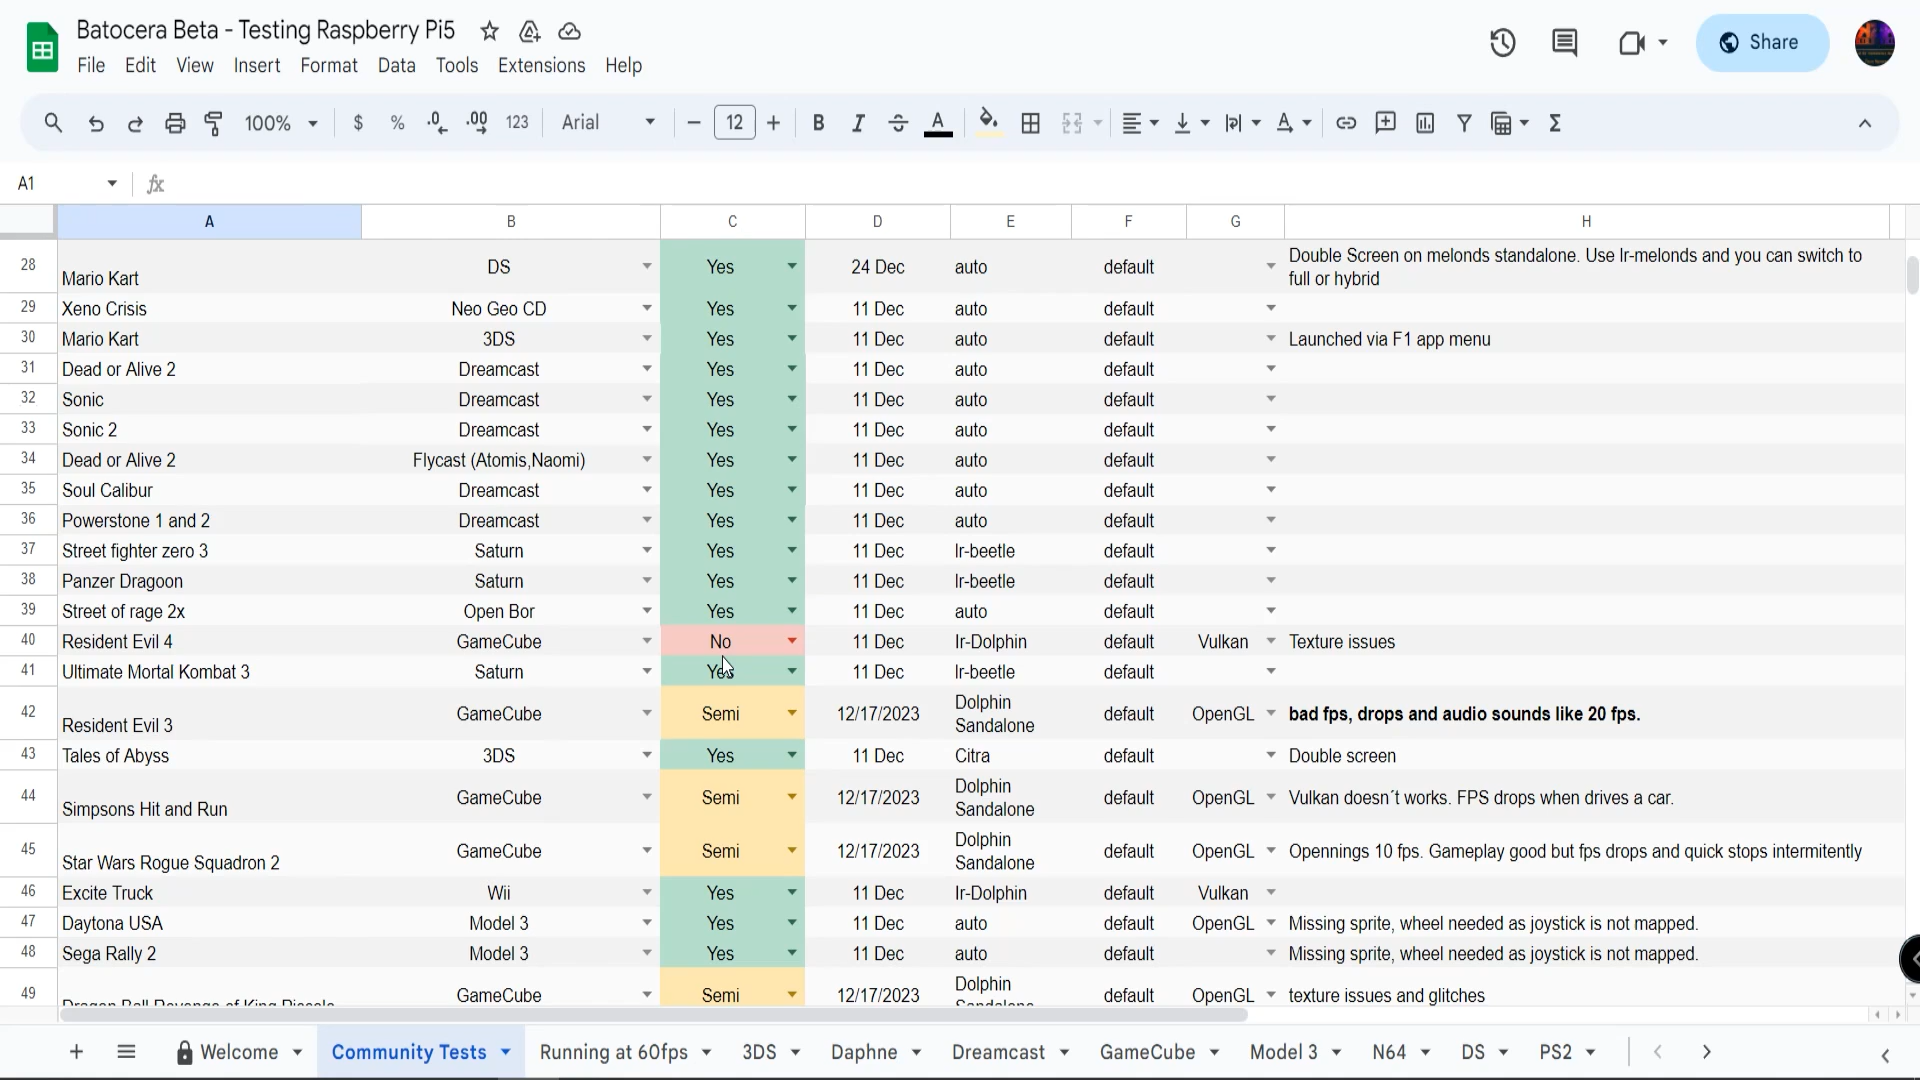 Batocera Beta - Testing Raspberry Pi5
File Edit View Insert Format Data Tools Extensions Help
Share
100% $ % .0 .00 123 Arial 12 B I S A
A1 fx
A B C D E F G H
28 Mario Kart DS Yes 24 Dec auto default Double Screen on melonds standalone. Use lr-melonds and you can switch to
full or hybrid
29 Xeno Crisis Neo Geo CD Yes 11 Dec auto default
30 Mario Kart 3DS Yes 11 Dec auto default Launched via F1 app menu
31 Dead or Alive 2 Dreamcast Yes 11 Dec auto default
32 Sonic Dreamcast Yes 11 Dec auto default
33 Sonic 2 Dreamcast Yes 11 Dec auto default
34 Dead or Alive 2 Flycast (Atomis,Naomi) Yes 11 Dec auto default
35 Soul Calibur Dreamcast Yes 11 Dec auto default
36 Powerstone 1 and 2 Dreamcast Yes 11 Dec auto default
37 Street fighter zero 3 Saturn Yes 11 Dec lr-beetle default
38 Panzer Dragoon Saturn Yes 11 Dec lr-beetle default
39 Street of rage 2x Open Bor Yes 11 Dec auto default
40 Resident Evil 4 GameCube No 11 Dec Ir-Dolphin default Vulkan Texture issues
41 Ultimate Mortal Kombat 3 Saturn Yes 11 Dec lr-beetle default
42 Resident Evil 3 GameCube Semi 12/17/2023 Dolphin
Sandalone default OpenGL bad fps, drops and audio sounds like 20 fps.
43 Tales of Abyss 3DS Yes 11 Dec Citra default Double screen
44 Simpsons Hit and Run GameCube Semi 12/17/2023 Dolphin
Sandalone default OpenGL Vulkan doesn´t works. FPS drops when drives a car.
45 Star Wars Rogue Squadron 2 GameCube Semi 12/17/2023 Dolphin
Sandalone default OpenGL Opennings 10 fps. Gameplay good but fps drops and quick stops intermitently
46 Excite Truck Wii Yes 11 Dec Ir-Dolphin default Vulkan
47 Daytona USA Model 3 Yes 11 Dec auto default OpenGL Missing sprite, wheel needed as joystick is not mapped.
48 Sega Rally 2 Model 3 Yes 11 Dec auto default Missing sprite, wheel needed as joystick is not mapped.
49 Dragon Ball Revenge of King Piccolo GameCube Semi 12/17/2023 Dolphin
Sandalone default OpenGL texture issues and glitches
Welcome Community Tests Running at 60fps 3DS Daphne Dreamcast GameCube Model 3 N64 DS PS2